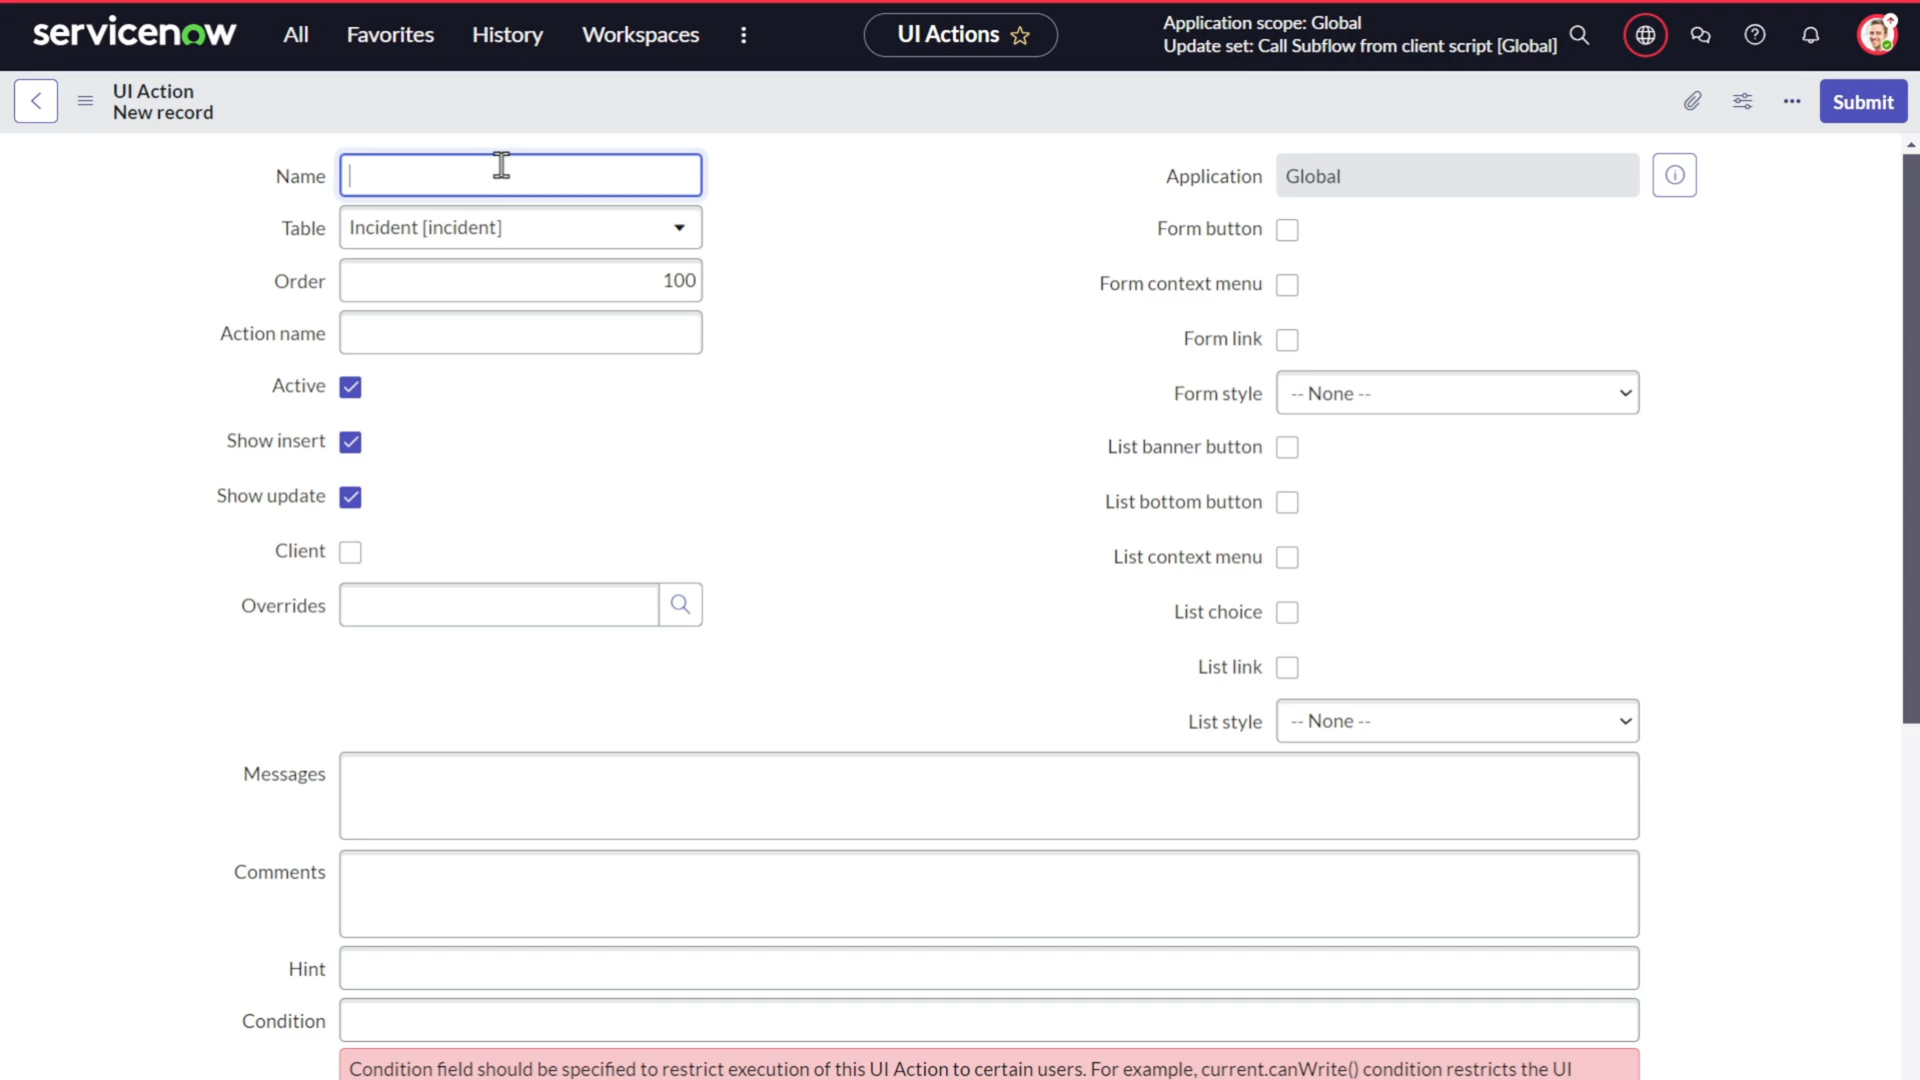 servicenow
All
Favorites
History
Workspaces
UI Actions
Application scope: Global
Update set: Call Subflow from client script [Global]
UI Action
New record
Submit
Name
Table
Incident [incident]
Order
100
Action name
Active
Show insert
Show update
Client
Overrides
Application
Global
Form button
Form context menu
Form link
Form style
-- None --
List banner button
List bottom button
List context menu
List choice
List link
List style
-- None --
Messages
Comments
Hint
Condition
Condition field should be specified to restrict execution of this UI Action to certain users. For example, current.canWrite() condition restricts the UI